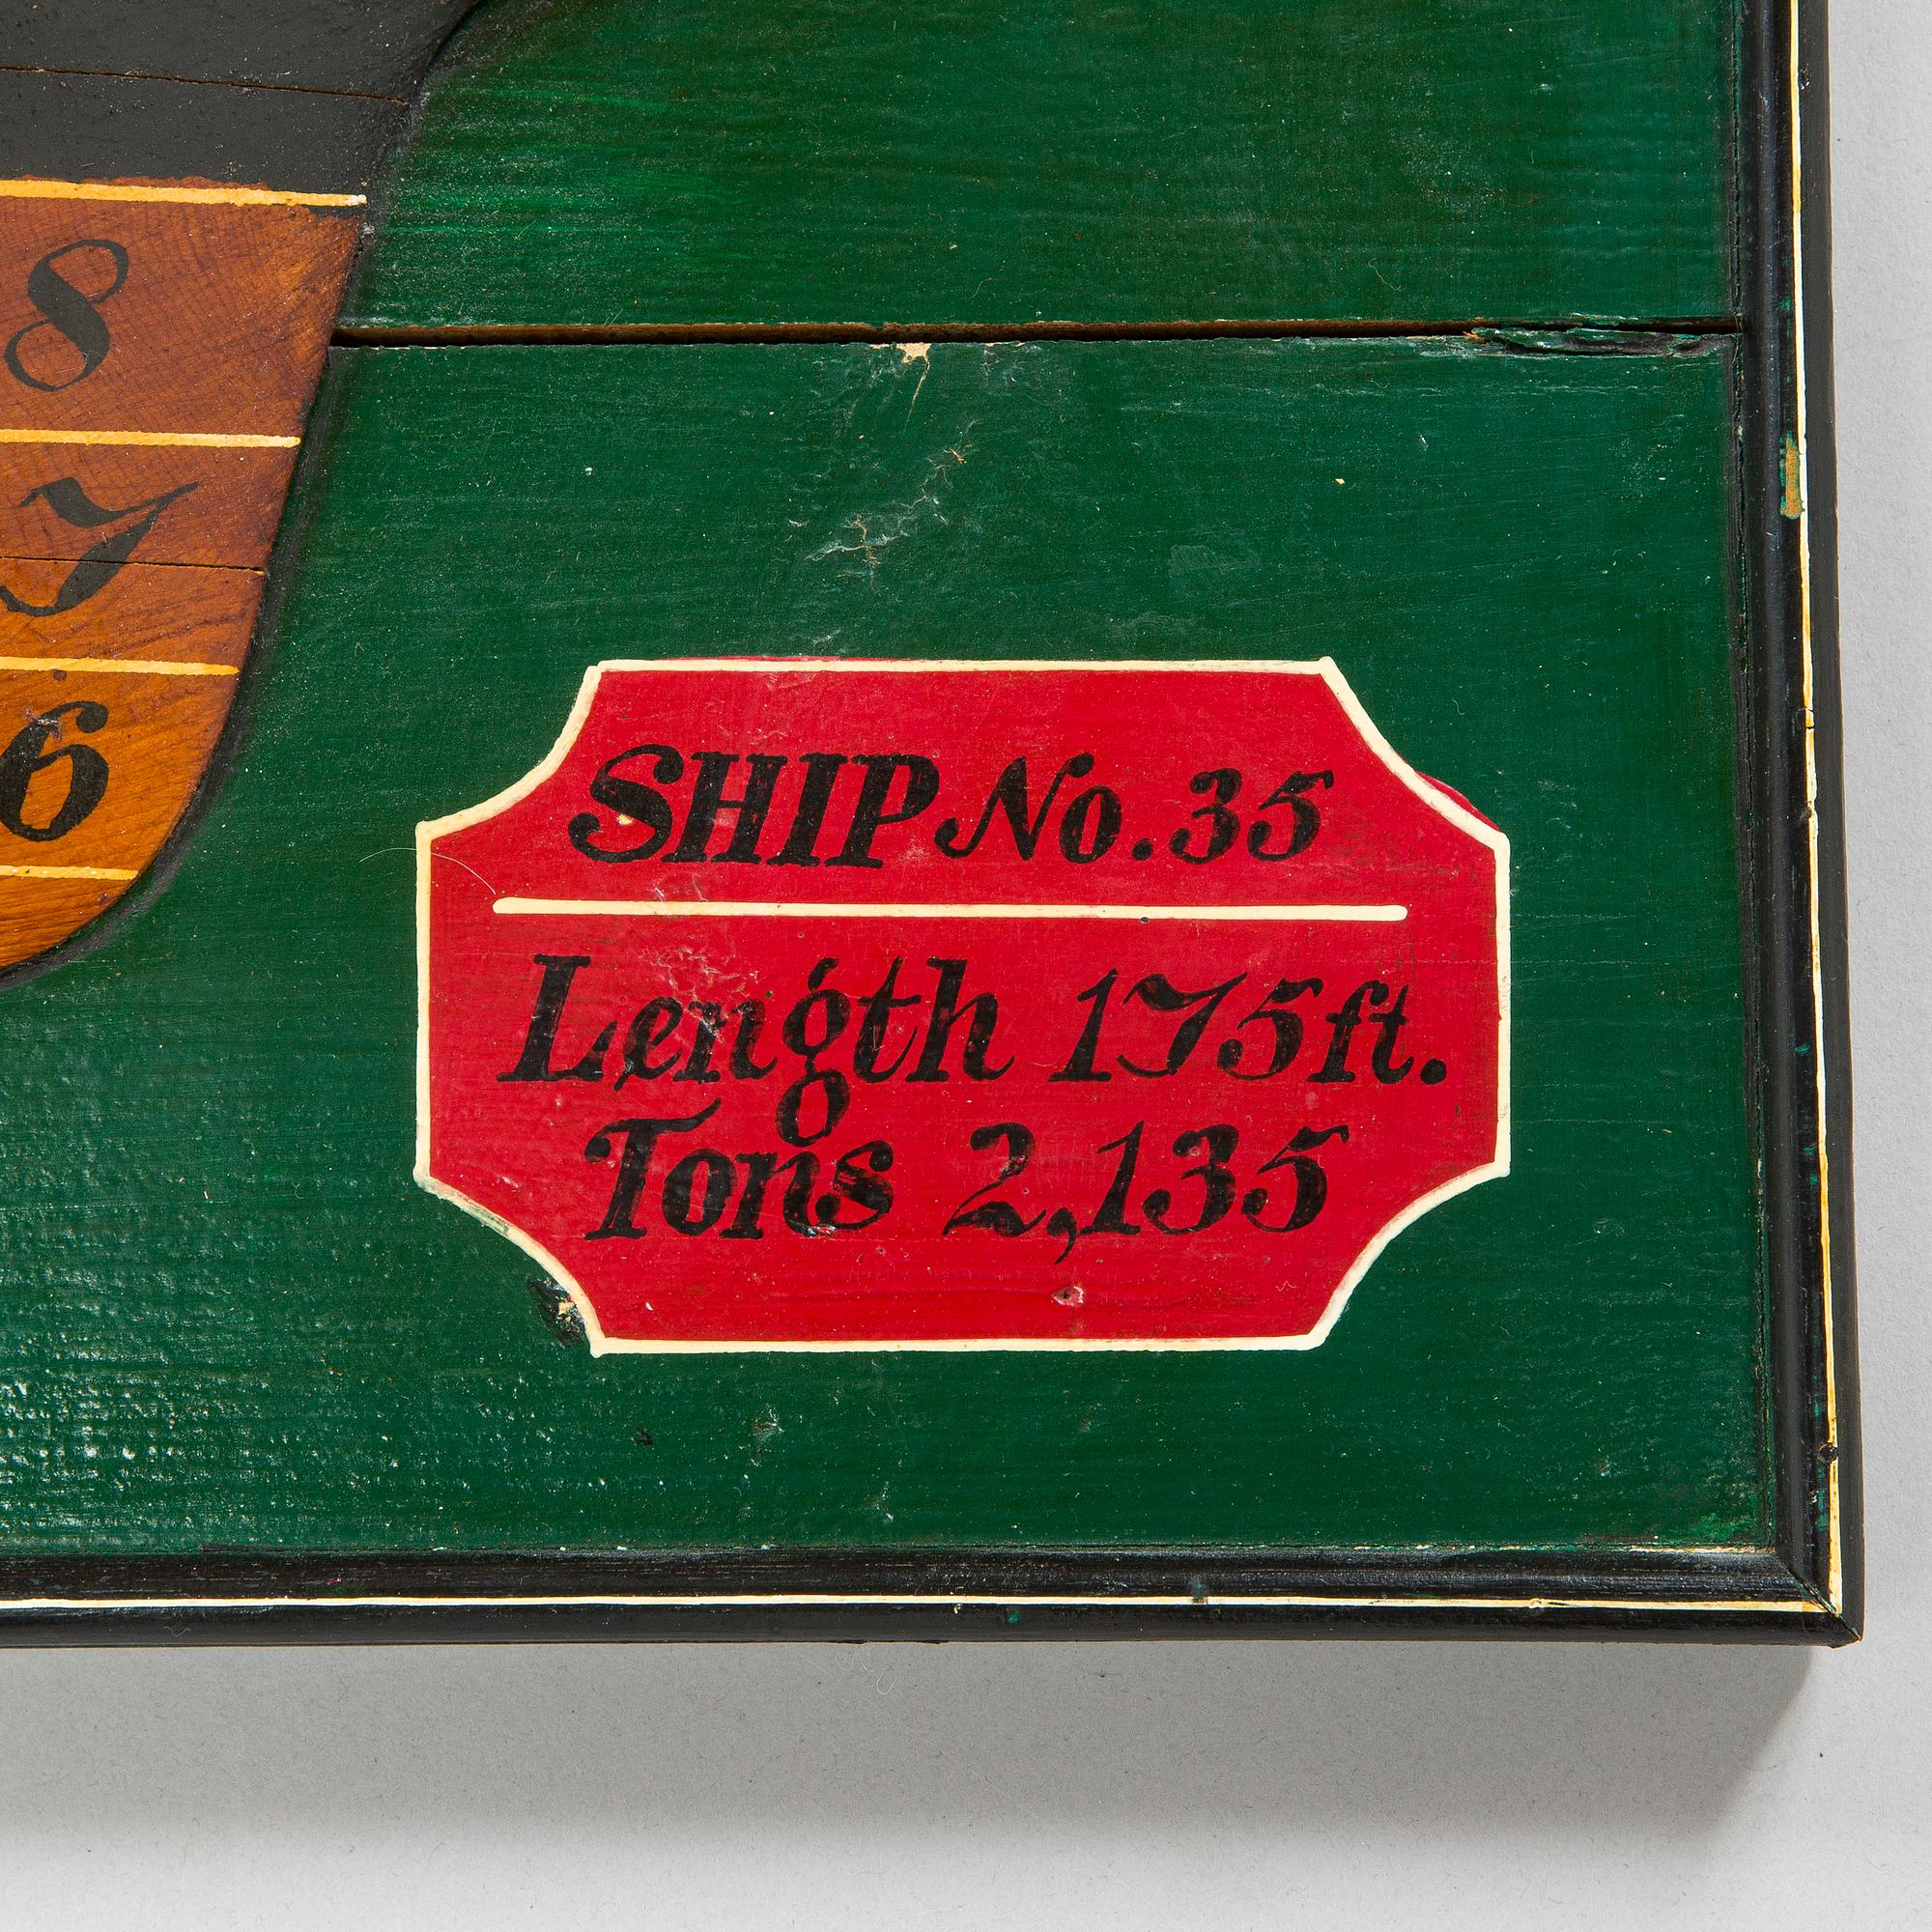 8
7
6
SHIP No. 35
Length 175ft.
Tons 2,135